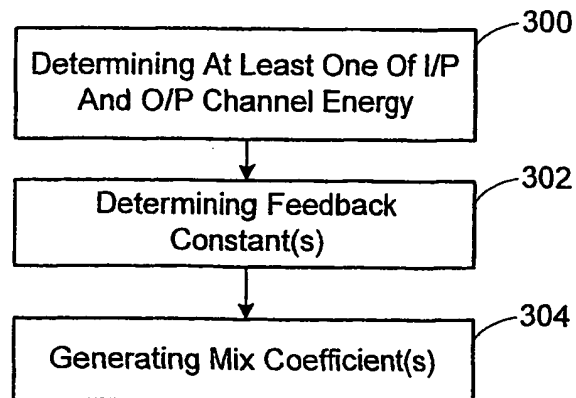 300
Determining At Least One Of I/P
And O/P Channel Energy
302
Determining Feedback
Constant(s)
304
Generating Mix Coefficient(s)